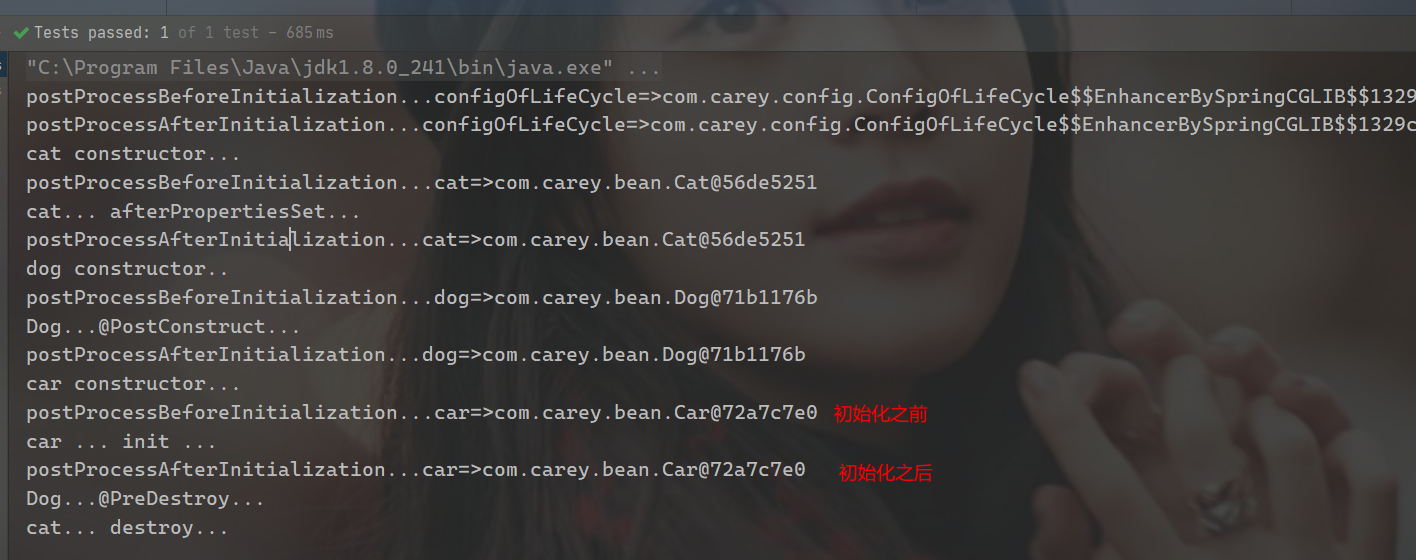 Tests passed: 1 of 1 test – 685 ms
"C:\Program Files\Java\jdk1.8.0_241\bin\java.exe" ...
postProcessBeforeInitialization...configOfLifeCycle=>com.carey.config.ConfigOfLifeCycle$$EnhancerBySpringCGLIB$$1329
postProcessAfterInitialization...configOfLifeCycle=>com.carey.config.ConfigOfLifeCycle$$EnhancerBySpringCGLIB$$1329c
cat constructor...
postProcessBeforeInitialization...cat=>com.carey.bean.Cat@56de5251
cat... afterPropertiesSet...
postProcessAfterInitialization...cat=>com.carey.bean.Cat@56de5251
dog constructor..
postProcessBeforeInitialization...dog=>com.carey.bean.Dog@71b1176b
Dog...@PostConstruct...
postProcessAfterInitialization...dog=>com.carey.bean.Dog@71b1176b
car constructor...
postProcessBeforeInitialization...car=>com.carey.bean.Car@72a7c7e0 初始化之前
car ... init ...
postProcessAfterInitialization...car=>com.carey.bean.Car@72a7c7e0 初始化之后
Dog...@PreDestroy...
cat... destroy...